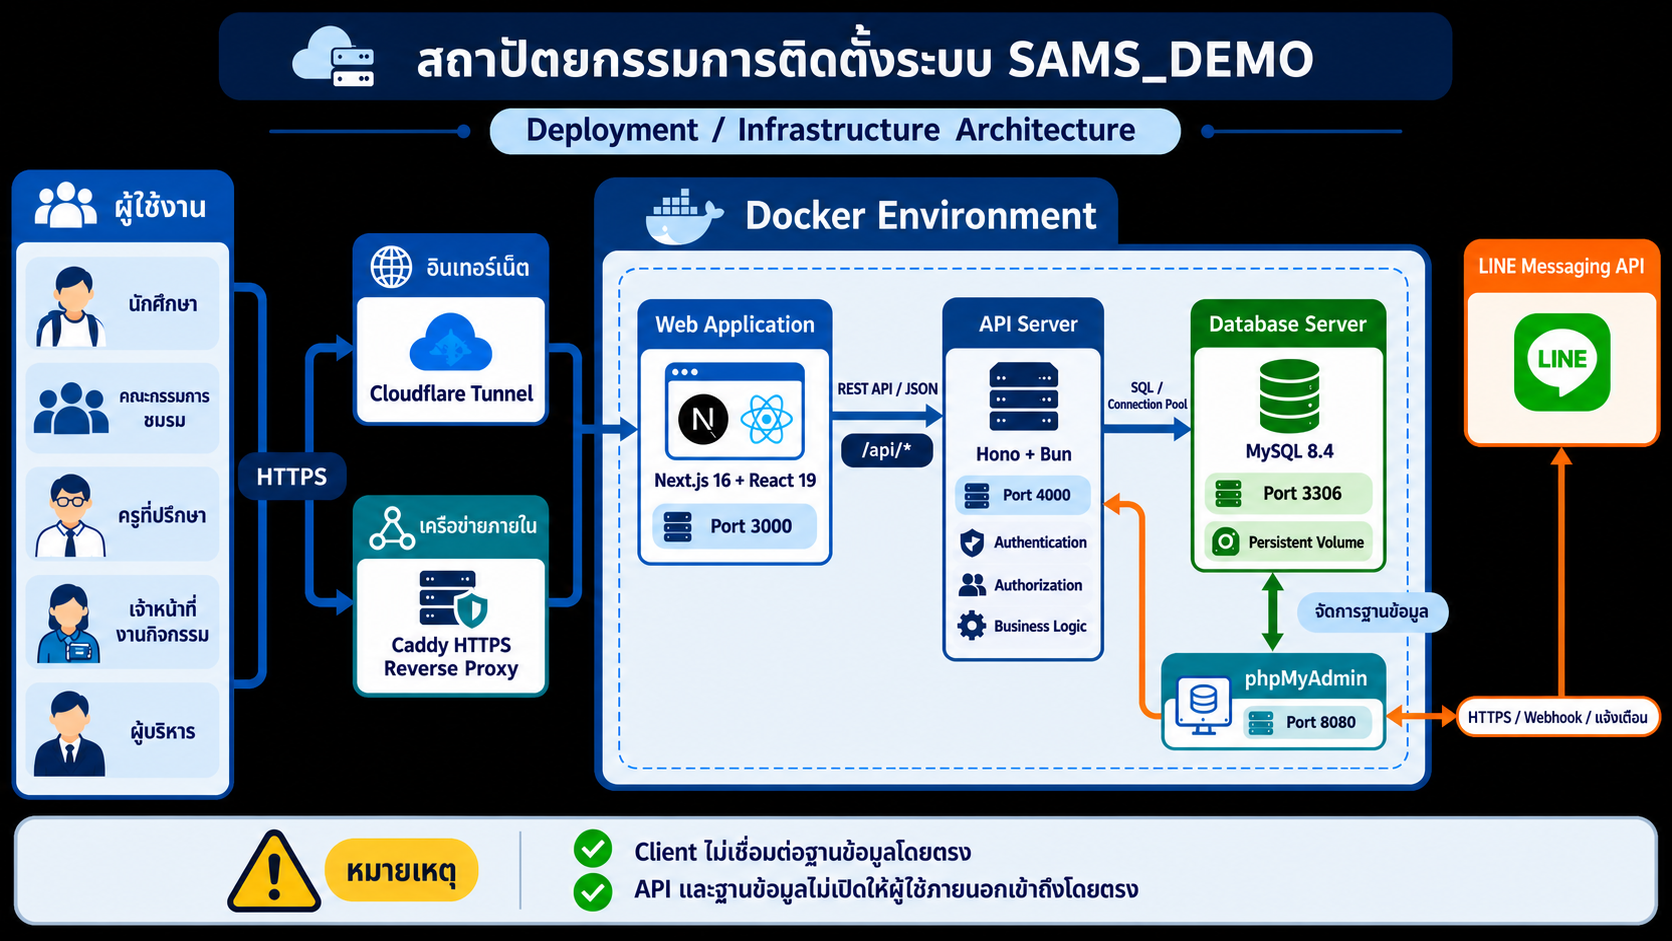 สถาปัตยกรรมการติดตั้งระบบ SAMS_DEMO
Deployment / Infrastructure Architecture
ผู้ใช้งาน
นักศึกษา
คณะกรรมการ
ชมรม
ครูที่ปรึกษา
เจ้าหน้าที่
งานกิจกรรม
ผู้บริหาร
HTTPS
อินเทอร์เน็ต
Cloudflare Tunnel
เครือข่ายภายใน
Caddy HTTPS
Reverse Proxy
Docker Environment
Web Application
N
Next.js 16 + React 19
Port 3000
REST API / JSON
/api/*
API Server
Hono + Bun
Port 4000
Authentication
Authorization
Business Logic
SQL /
Connection Pool
Database Server
MySQL 8.4
Port 3306
Persistent Volume
จัดการฐานข้อมูล
phpMyAdmin
Port 8080
LINE Messaging API
LINE
HTTPS / Webhook / แจ้งเตือน
หมายเหตุ
Client ไม่เชื่อมต่อฐานข้อมูลโดยตรง
API และฐานข้อมูลไม่เปิดให้ผู้ใช้ภายนอกเข้าถึงโดยตรง